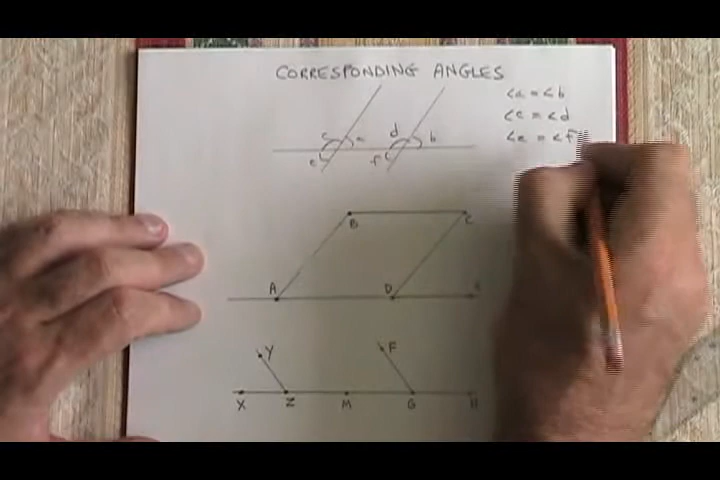 CORRESPONDING ANGLES
<a = <b
<c = <d
<e = <f
c a d b
e f
B C
A D
Y F
X Z M G H